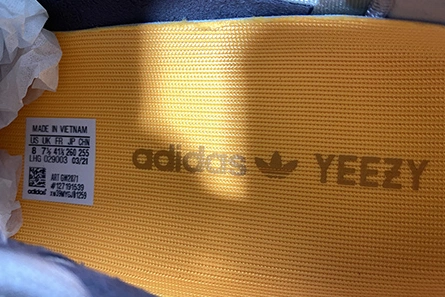 MADE IN VIETNAM
US UK FR JP CHN
8 7½ 41⅓ 260 255
LHG 029003 03/21
ART GW2871
#127191539
adidas
adidas YEEZY